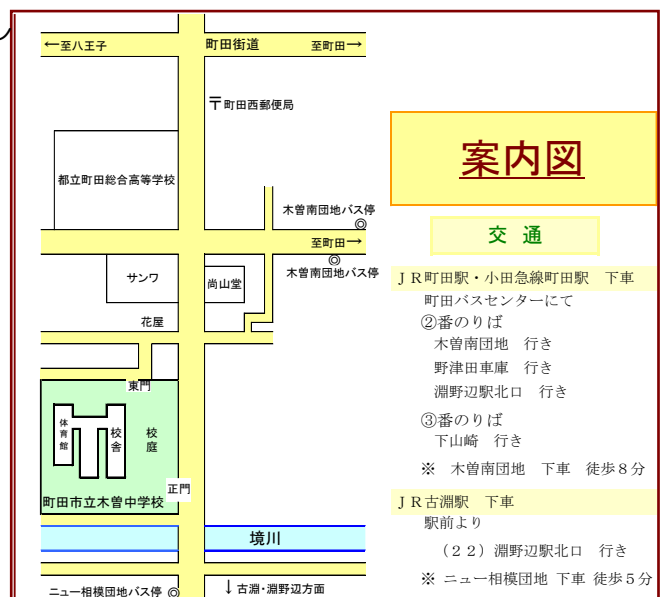 ←至八王子
町田街道
至町田→
〒町田西郵便局
都立町田総合高等学校
木曽南団地バス停
◎
至町田→
◎
木曽南団地バス停
サンワ
尚山堂
花屋
東門
体育館
校舎
校庭
正門
町田市立木曽中学校
境川
ニュー相模団地バス停 ◎
↓古淵・淵野辺方面
案内図
交 通
JR町田駅・小田急線町田駅 下車
町田バスセンターにて
②番のりば
木曽南団地 行き
野津田車庫 行き
淵野辺駅北口 行き
③番のりば
下山崎 行き
※ 木曽南団地 下車 徒歩8分
JR古淵駅 下車
駅前より
(22)淵野辺駅北口 行き
※ ニュー相模団地 下車 徒歩5分